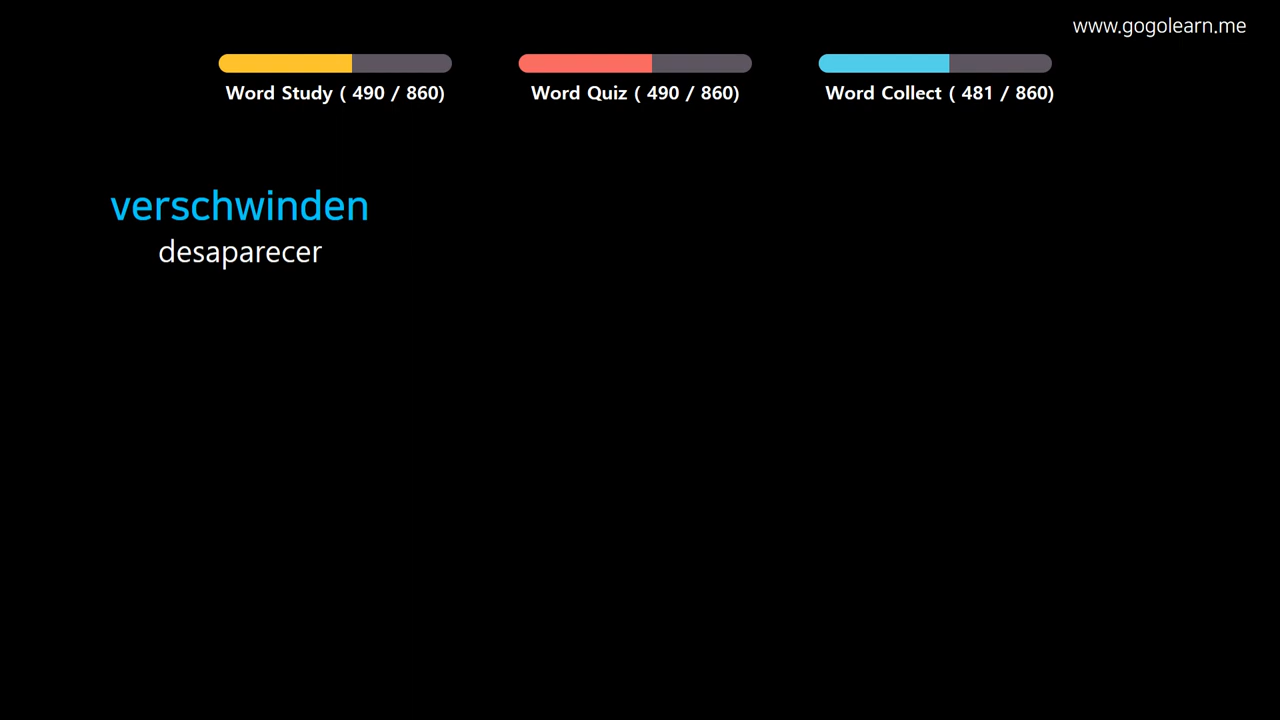 www.gogolearn.me
Word Study ( 490 / 860)
Word Quiz ( 490 / 860)
Word Collect ( 481 / 860)
verschwinden
desaparecer